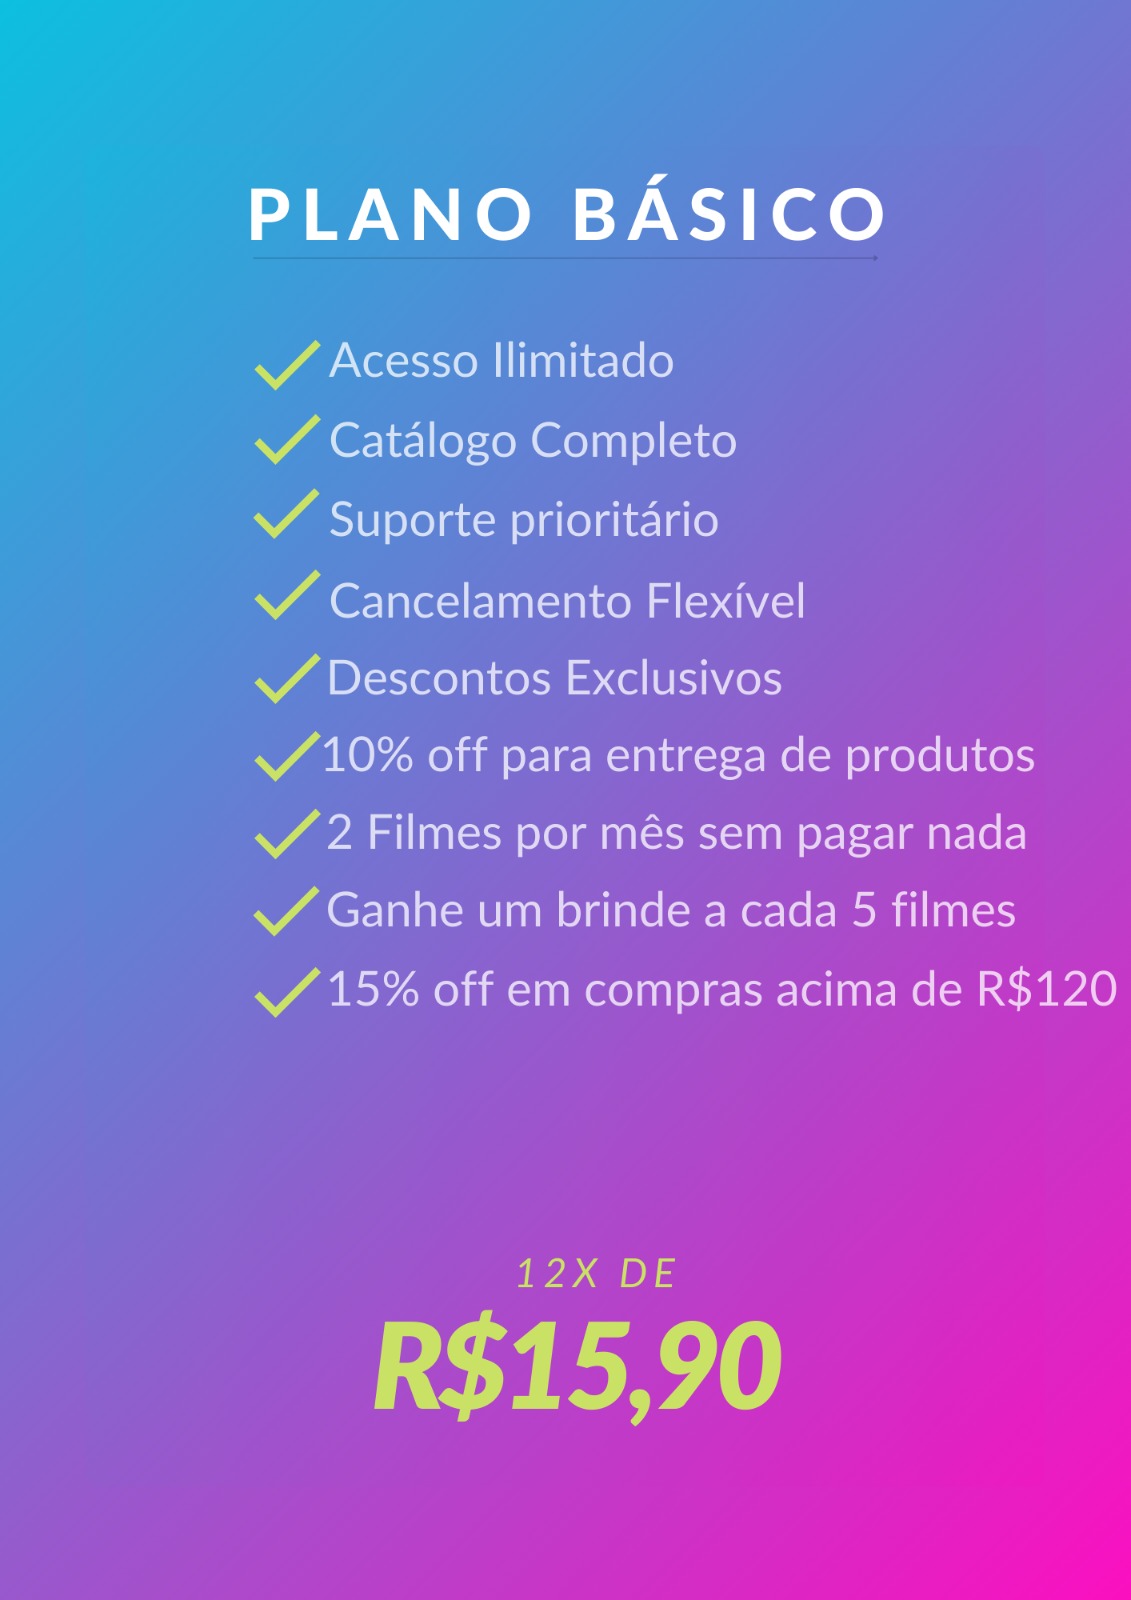 PLANO BÁSICO
Acesso Ilimitado
Catálogo Completo
Suporte prioritário
Cancelamento Flexível
Descontos Exclusivos
10% off para entrega de produtos
2 Filmes por mês sem pagar nada
Ganhe um brinde a cada 5 filmes
15% off em compras acima de R$120
12X DE
R$15,90